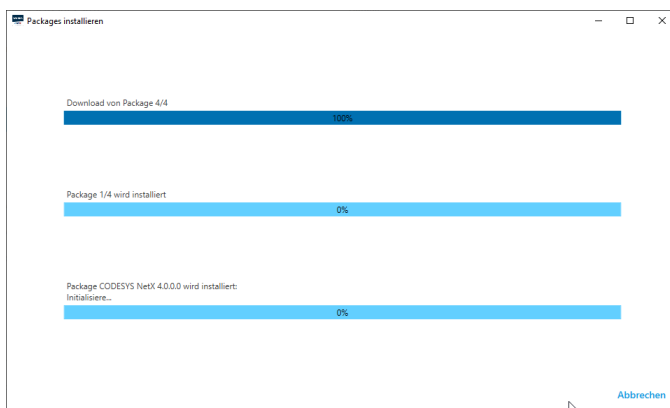 Packages installieren
Download von Package 4/4
100%
Package 1/4 wird installiert
0%
Package CODESYS NetX 4.0.0.0 wird installiert:
Initialisiere...
0%
Abbrechen